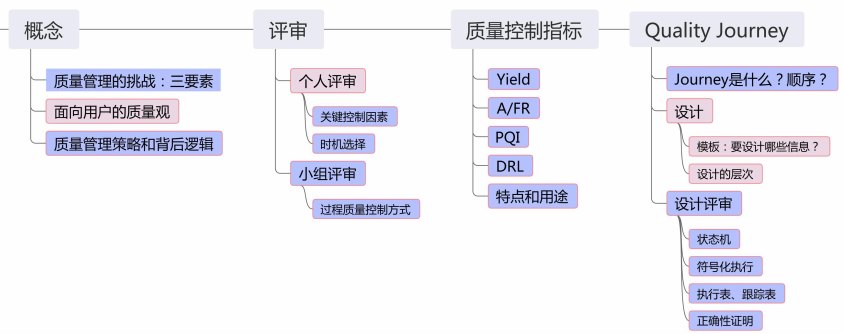 概念
质量管理的挑战：三要素
面向用户的质量观
质量管理策略和背后逻辑
评审
个人评审
关键控制因素
时机选择
小组评审
过程质量控制方式
质量控制指标
Yield
A/FR
PQI
DRL
特点和用途
Quality Journey
Journey是什么？顺序？
设计
模板：要设计哪些信息？
设计的层次
设计评审
状态机
符号化执行
执行表、跟踪表
正确性证明